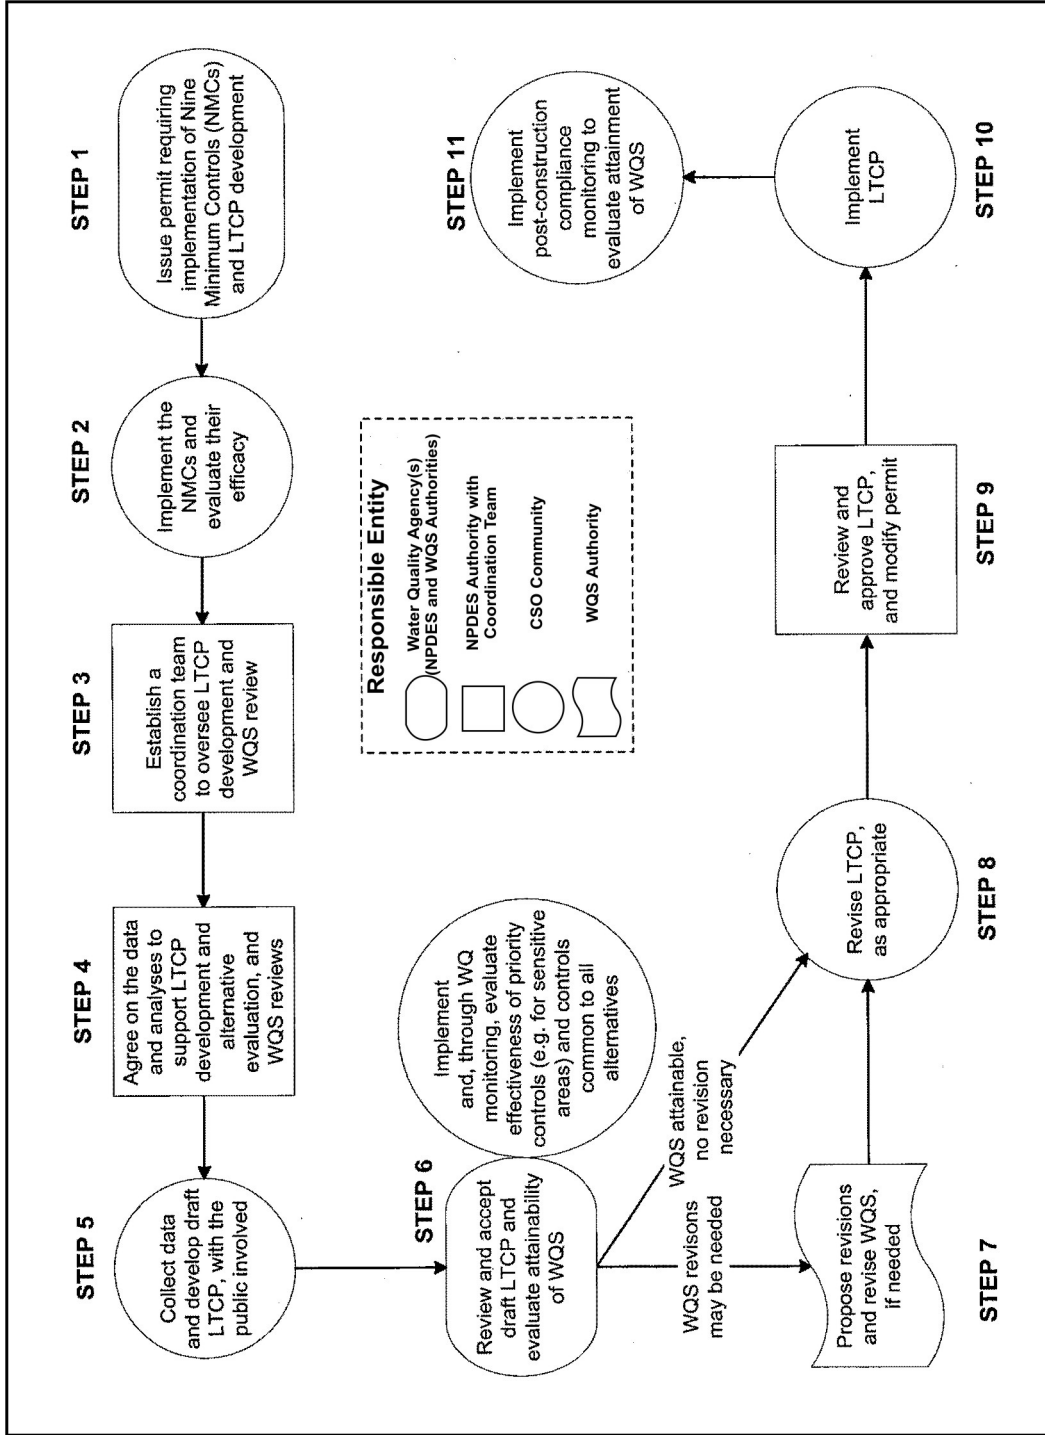 STEP 1
Issue permit requiring
implementation of Nine
Minimum Controls (NMCs)
and LTCP development
STEP 2
Implement the
NMCs and
evaluate their
efficacy
STEP 3
Establish a
coordination team
to oversee LTCP
development and
WQS review
STEP 4
Agree on the data
and analyses to
support LTCP
development and
alternative
evaluation, and
WQS reviews
STEP 5
Collect data
and develop draft
LTCP, with the
public involved
STEP 6
Review and accept
draft LTCP and
evaluate attainability
of WQS
Implement
and, through WQ
monitoring, evaluate
effectiveness of priority
controls (e.g. for sensitive
areas) and controls
common to all
alternatives
WQS revisons
may be needed
WQS attainable,
no revision
necessary
Propose revisions
and revise WQS,
if needed
STEP 7
Revise LTCP,
as appropriate
STEP 8
Review and
approve LTCP,
and modify permit
STEP 9
Implement
LTCP
STEP 10
STEP 11
Implement
post-construction
compliance
monitoring to
evaluate attainment
of WQS
Responsible Entity
Water Quality Agency(s)
(NPDES and WQS Authorities)
NPDES Authority with
Coordination Team
CSO Community
WQS Authority